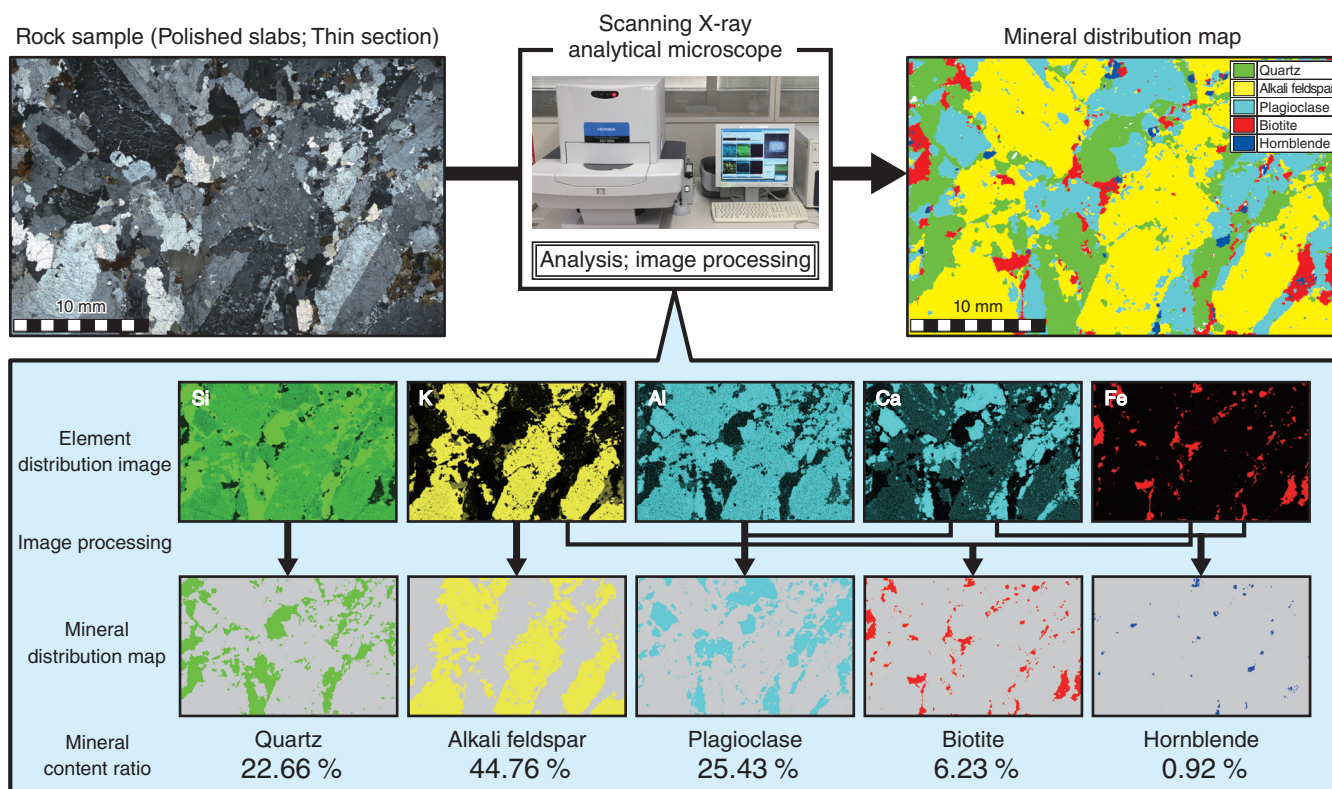 Rock sample (Polished slabs; Thin section)
Scanning X-ray
analytical microscope
Mineral distribution map
Quartz
Alkali feldspar
Plagioclase
Biotite
Hornblende
HORIBA
Analysis; image processing
10 mm
10 mm
Element
distribution image
Si
K
Al
Ca
Fe
Image processing
Mineral
distribution map
Mineral
content ratio
Quartz
22.66 %
Alkali feldspar
44.76 %
Plagioclase
25.43 %
Biotite
6.23 %
Hornblende
0.92 %